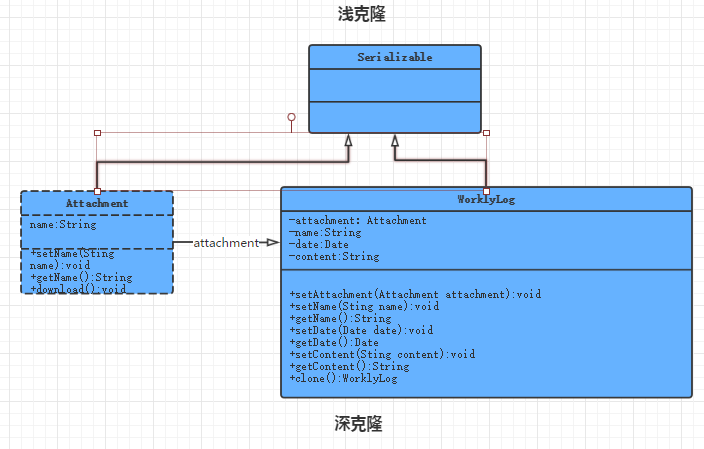 浅克隆
Serializable
Attachment
name:String
+setName(Sting
name):void
+getName():String
+download():void
attachment
WorklyLog
-attachment: Attachment
-name:String
-date:Date
-content:String
+setAttachment(Attachment attachment):void
+setName(Sting name):void
+getName():String
+setDate(Date date):void
+getDate():Date
+setContent(Sting content):void
+getContent():String
+clone():WorklyLog
深克隆